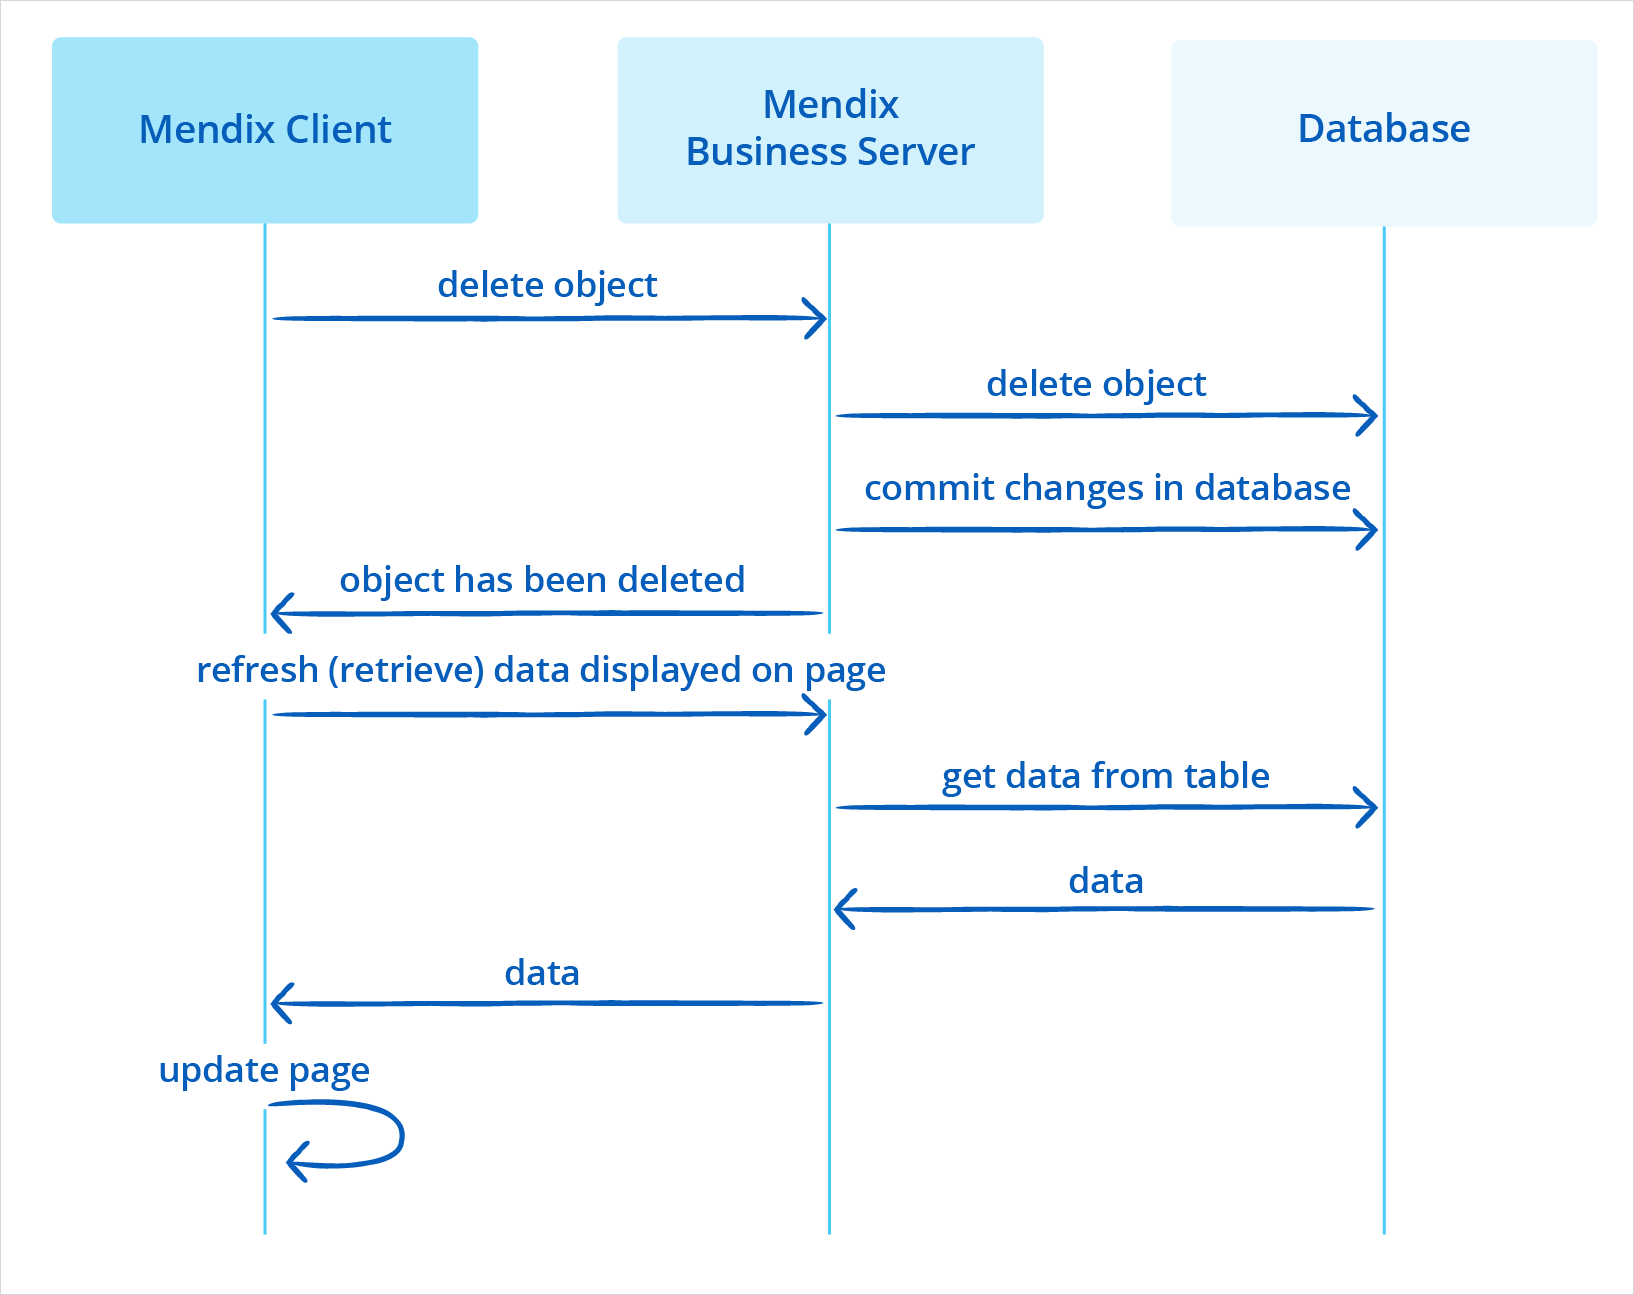 Mendix Client
Mendix
Business Server
Database
delete object
delete object
commit changes in database
object has been deleted
refresh (retrieve) data displayed on page
get data from table
data
data
update page